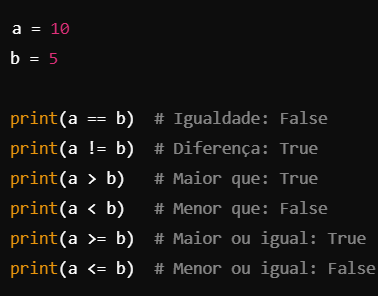 a = 10
b = 5
print(a == b)  # Igualdade: False
print(a != b)  # Diferença: True
print(a > b)   # Maior que: True
print(a < b)   # Menor que: False
print(a >= b)  # Maior ou igual: True
print(a <= b)  # Menor ou igual: False